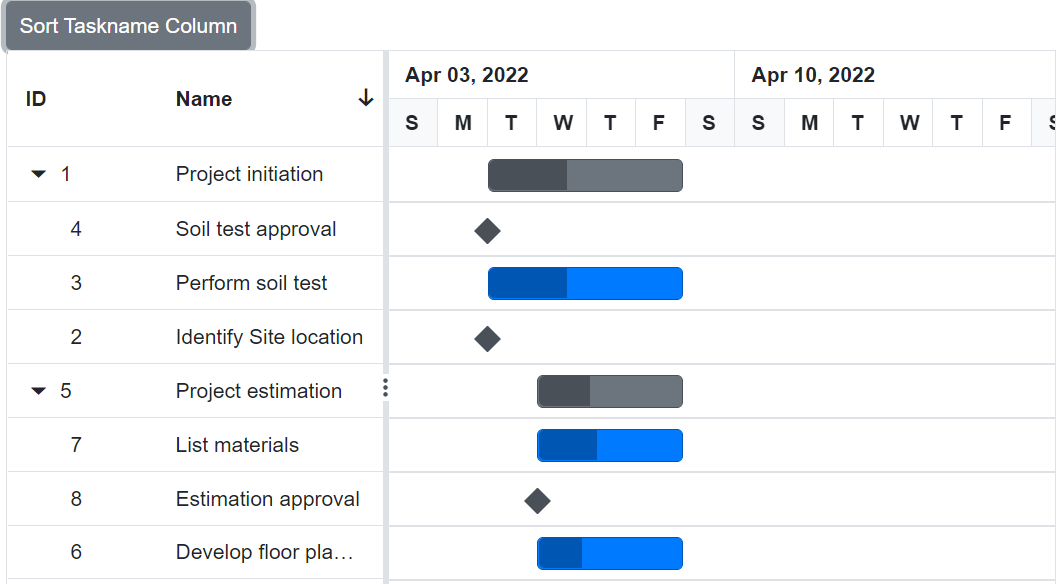 Sort Taskname Column
ID Name Apr 03, 2022 Apr 10, 2022
S M T W T F S S M T W T F S
1 Project initiation
4 Soil test approval
3 Perform soil test
2 Identify Site location
5 Project estimation
7 List materials
8 Estimation approval
6 Develop floor pla…